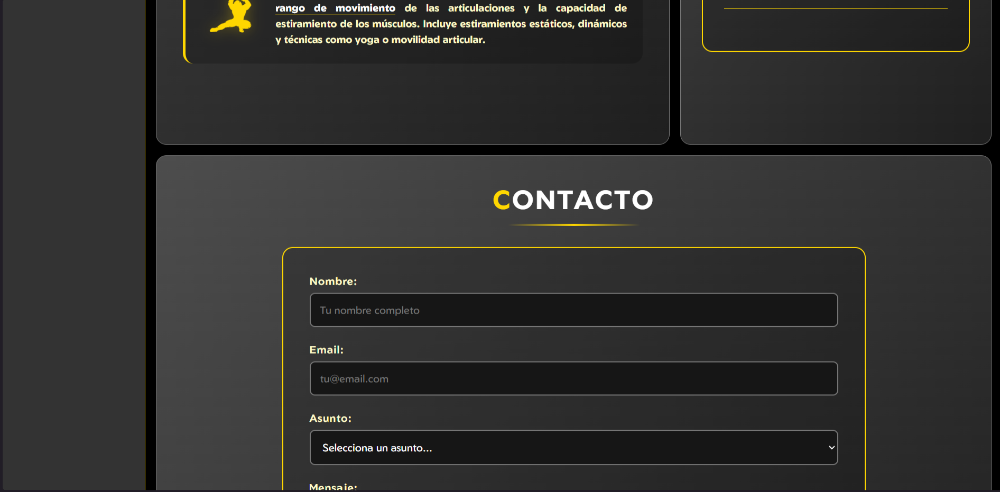 rango de movimiento de las articulaciones y la capacidad de
estiramiento de los músculos. Incluye estiramientos estáticos, dinámicos
y técnicas como yoga o movilidad articular.
CONTACTO
Nombre:
Tu nombre completo
Email:
tu@email.com
Asunto:
Selecciona un asunto...
Mensaje: